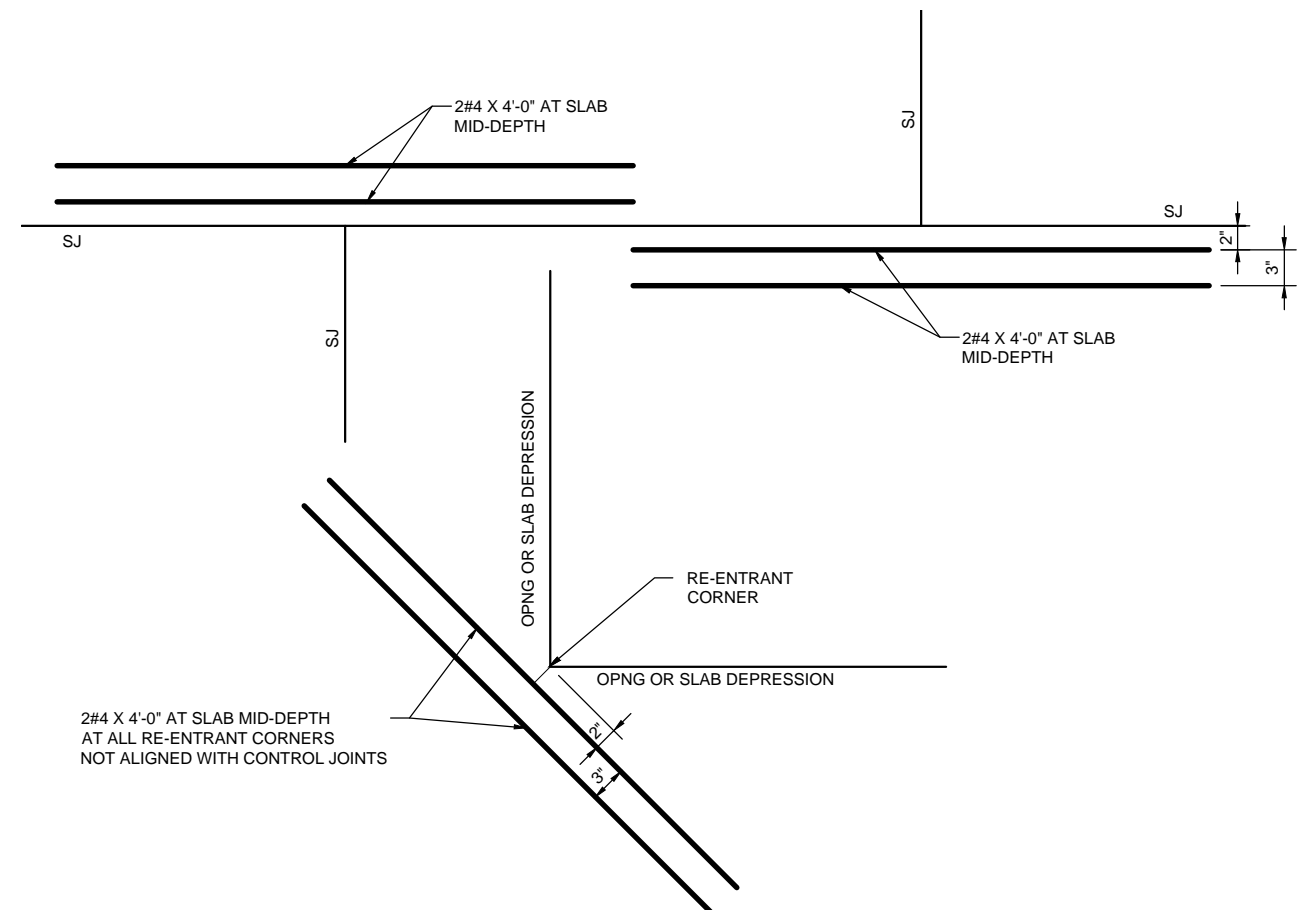 2#4 X 4'-0" AT SLAB
MID-DEPTH
SJ
SJ
SJ
2"
3"
SJ
2#4 X 4'-0" AT SLAB
MID-DEPTH
OPNG OR SLAB DEPRESSION
RE-ENTRANT
CORNER
OPNG OR SLAB DEPRESSION
2#4 X 4'-0" AT SLAB MID-DEPTH
AT ALL RE-ENTRANT CORNERS
NOT ALIGNED WITH CONTROL JOINTS
2"
3"